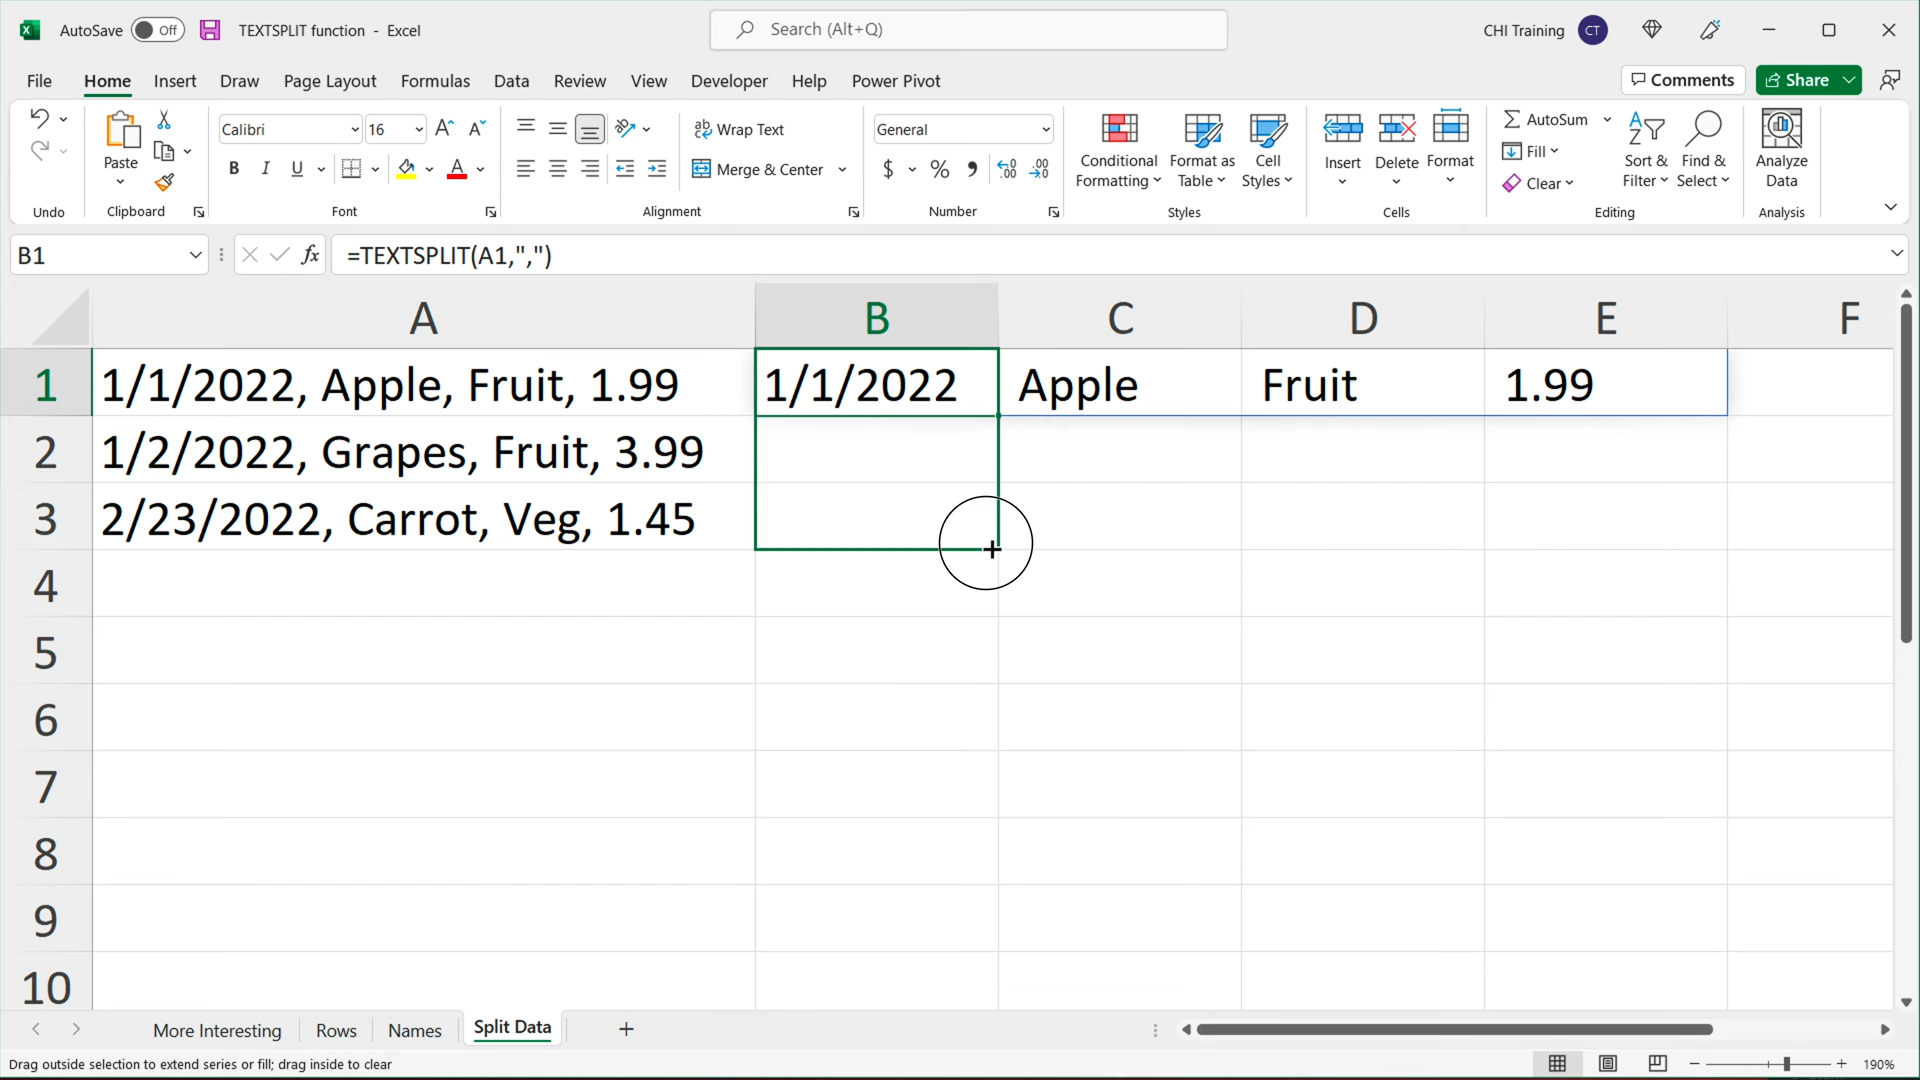 AutoSave Off TEXTSPLIT function - Excel Search (Alt+Q) CHI Training CT
File Home Insert Draw Page Layout Formulas Data Review View Developer Help Power Pivot Comments Share
Calibri 16 Wrap Text General AutoSum
Paste B I U Merge & Center $ % Conditional Formatting Format as Table Cell Styles Insert Delete Format Fill Clear Sort & Filter Find & Select Analyze Data
Undo Clipboard Font Alignment Number Styles Cells Editing Analysis
B1 fx =TEXTSPLIT(A1,",")
A B C D E F
1 1/1/2022, Apple, Fruit, 1.99 1/1/2022 Apple Fruit 1.99
2 1/2/2022, Grapes, Fruit, 3.99
3 2/23/2022, Carrot, Veg, 1.45
4
5
6
7
8
9
10
More Interesting Rows Names Split Data
Drag outside selection to extend series or fill; drag inside to clear 190%